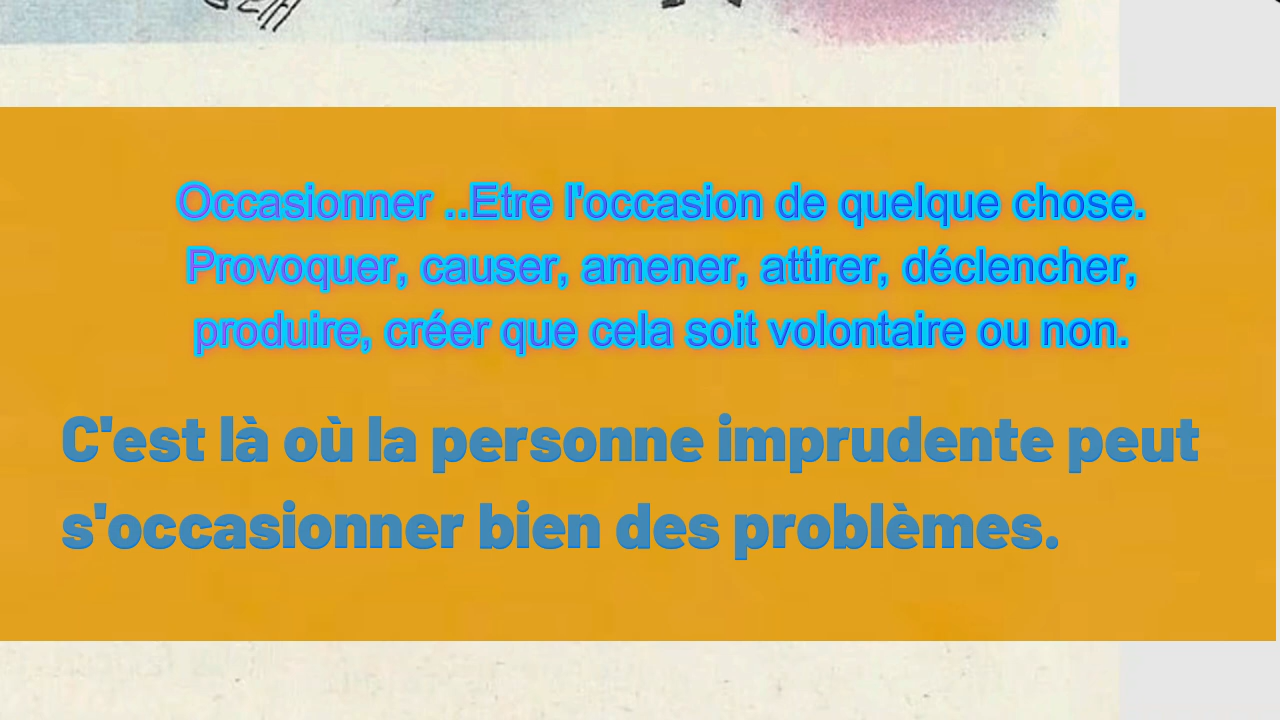 Occasionner ..Etre l'occasion de quelque chose.
Provoquer, causer, amener, attirer, déclencher,
produire, créer que cela soit volontaire ou non.
C'est là où la personne imprudente peut
s'occasionner bien des problèmes.